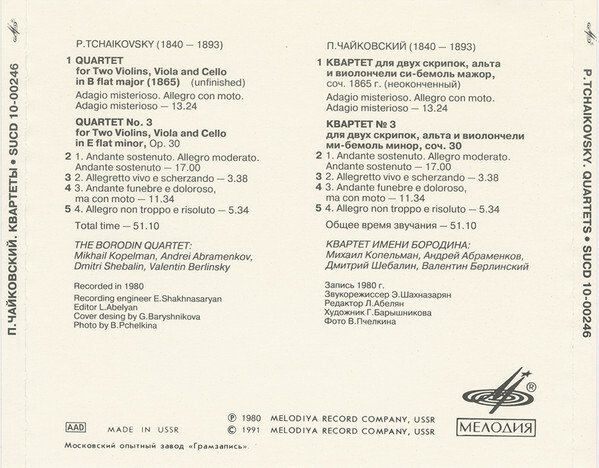 П.ЧАЙКОВСКИЙ. КВАРТЕТЫ • SUCD 10-00246
P.TCHAIKOVSKY (1840 — 1893)
1 QUARTET
for Two Violins, Viola and Cello
in B flat major (1865) (unfinished)
Adagio misterioso. Allegro con moto.
Adagio misterioso — 13.24
QUARTET No. 3
for Two Violins, Viola and Cello
in E flat minor, Op. 30
2 1. Andante sostenuto. Allegro moderato.
Andante sostenuto — 17.00
3 2. Allegretto vivo e scherzando — 3.38
4 3. Andante funebre e doloroso,
ma con moto — 11.34
5 4. Allegro non troppo e risoluto — 5.34
Total time — 51.10
THE BORODIN QUARTET:
Mikhail Kopelman, Andrei Abramenkov,
Dmitri Shebalin, Valentin Berlinsky
Recorded in 1980
Recording engineer E.Shakhnasaryan
Editor L.Abelyan
Cover desing by G.Baryshnikova
Photo by B.Pchelkina
П.ЧАЙКОВСКИЙ (1840 — 1893)
1 КВАРТЕТ для двух скрипок, альта
и виолончели си-бемоль мажор,
соч. 1865 г. (неоконченный)
Adagio misterioso. Allegro con moto.
Adagio misterioso — 13.24
КВАРТЕТ № 3
для двух скрипок, альта и виолончели
ми-бемоль минор, соч. 30
2 1. Andante sostenuto. Allegro moderato.
Andante sostenuto — 17.00
3 2. Allegretto vivo e scherzando — 3.38
4 3. Andante funebre e doloroso,
ma con moto — 11.34
5 4. Allegro non troppo e risoluto — 5.34
Общее время звучания — 51.10
КВАРТЕТ ИМЕНИ БОРОДИНА:
Михаил Копельман, Андрей Абраменков,
Дмитрий Шебалин, Валентин Берлинский
Запись 1980 г.
Звукорежиссер Э.Шахназарян
Редактор Л.Абелян
Художник Г.Барышникова
Фото В.Пчелкина
AAD MADE IN USSR
℗ 1980 MELODIYA RECORD COMPANY, USSR
© 1991 MELODIYA RECORD COMPANY, USSR
Московский опытный завод «Грамзапись».
®
МЕЛОДИЯ
P.TCHAIKOVSKY. QUARTETS • SUCD 10-00246